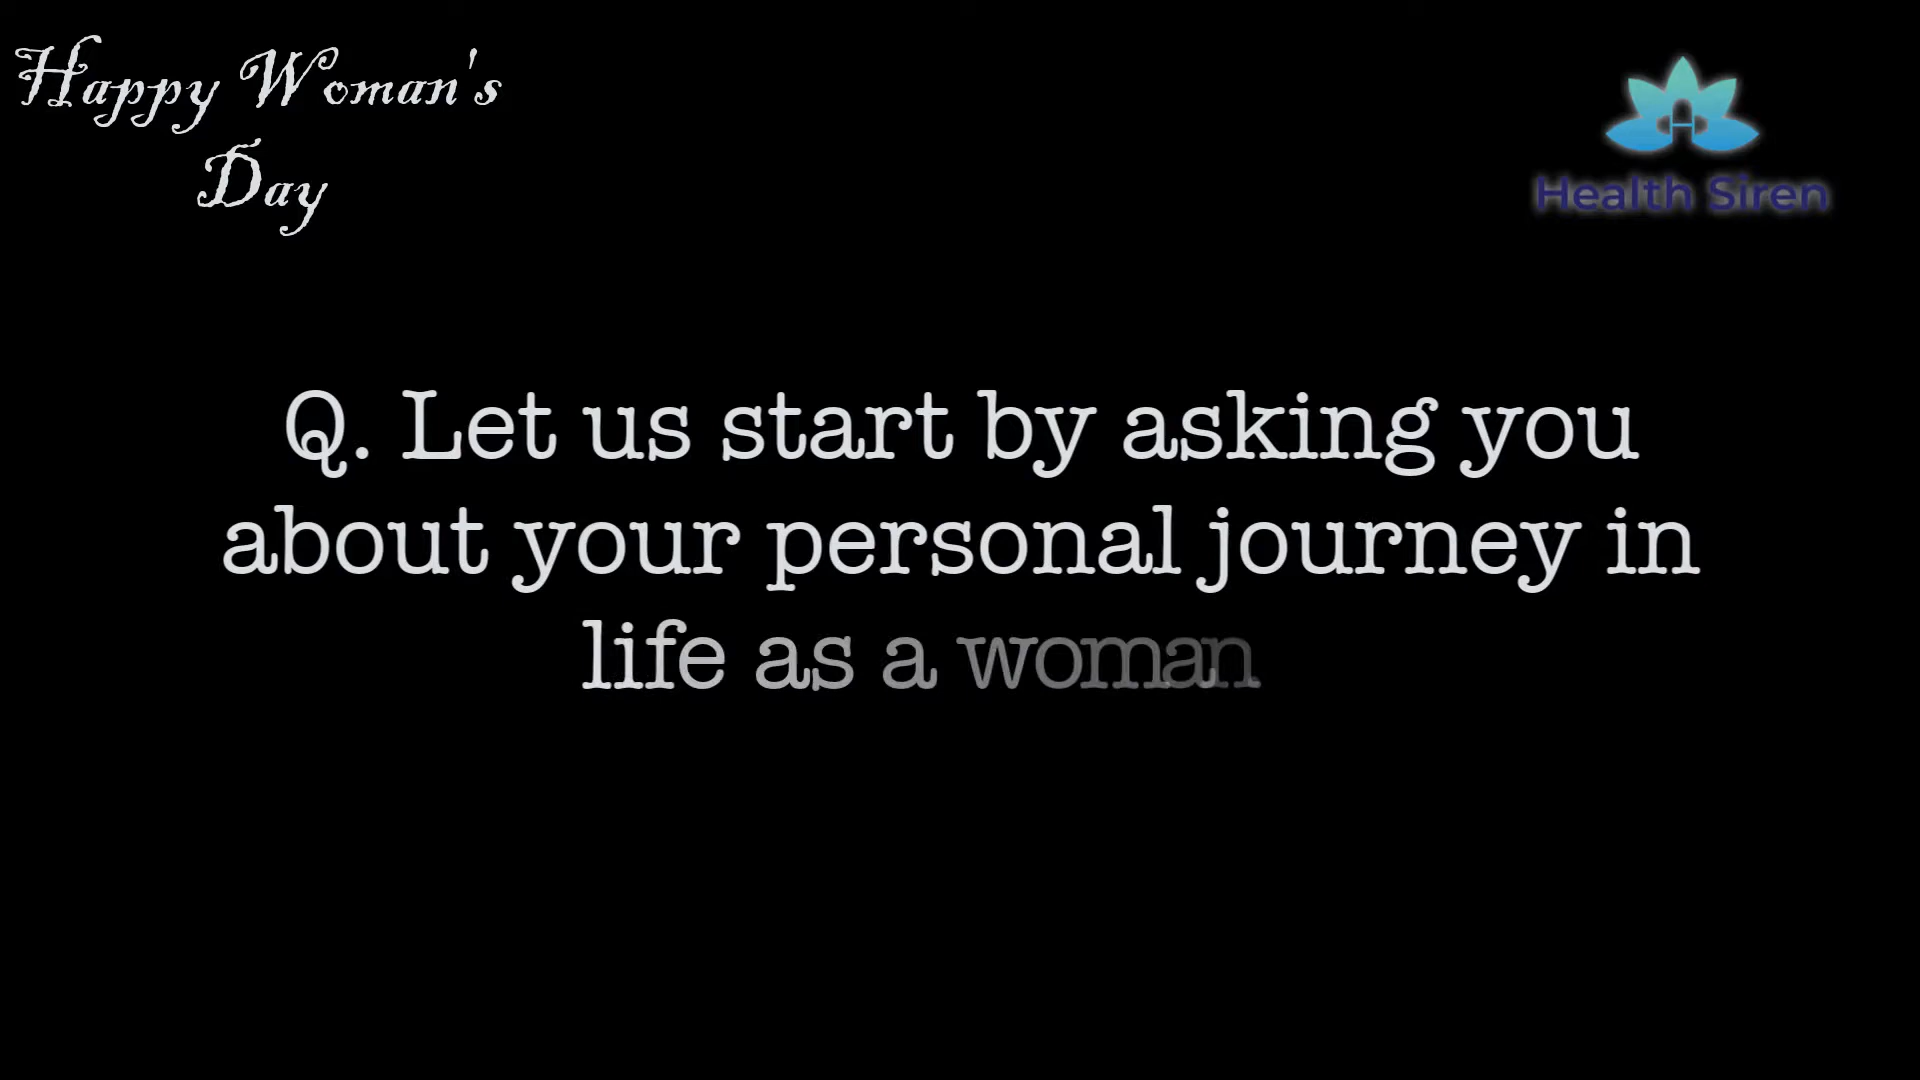 Happy Woman's
Day
Health Siren
Q. Let us start by asking you
about your personal journey in
life as a woman